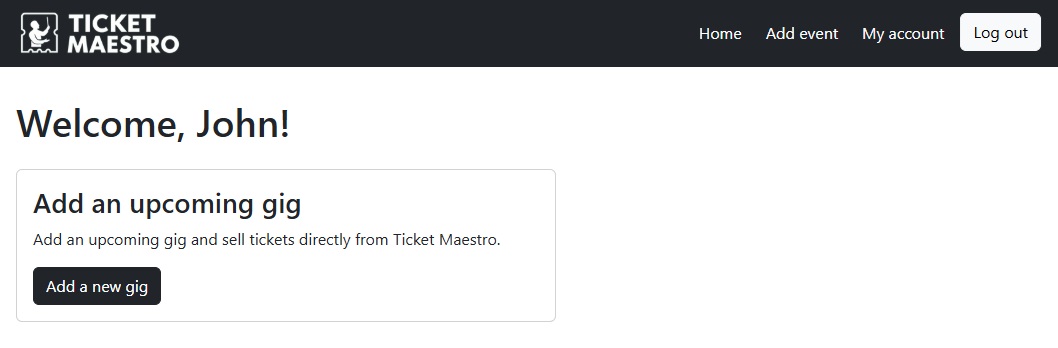 TICKET
MAESTRO
Home Add event My account Log out
Welcome, John!
Add an upcoming gig
Add an upcoming gig and sell tickets directly from Ticket Maestro.
Add a new gig